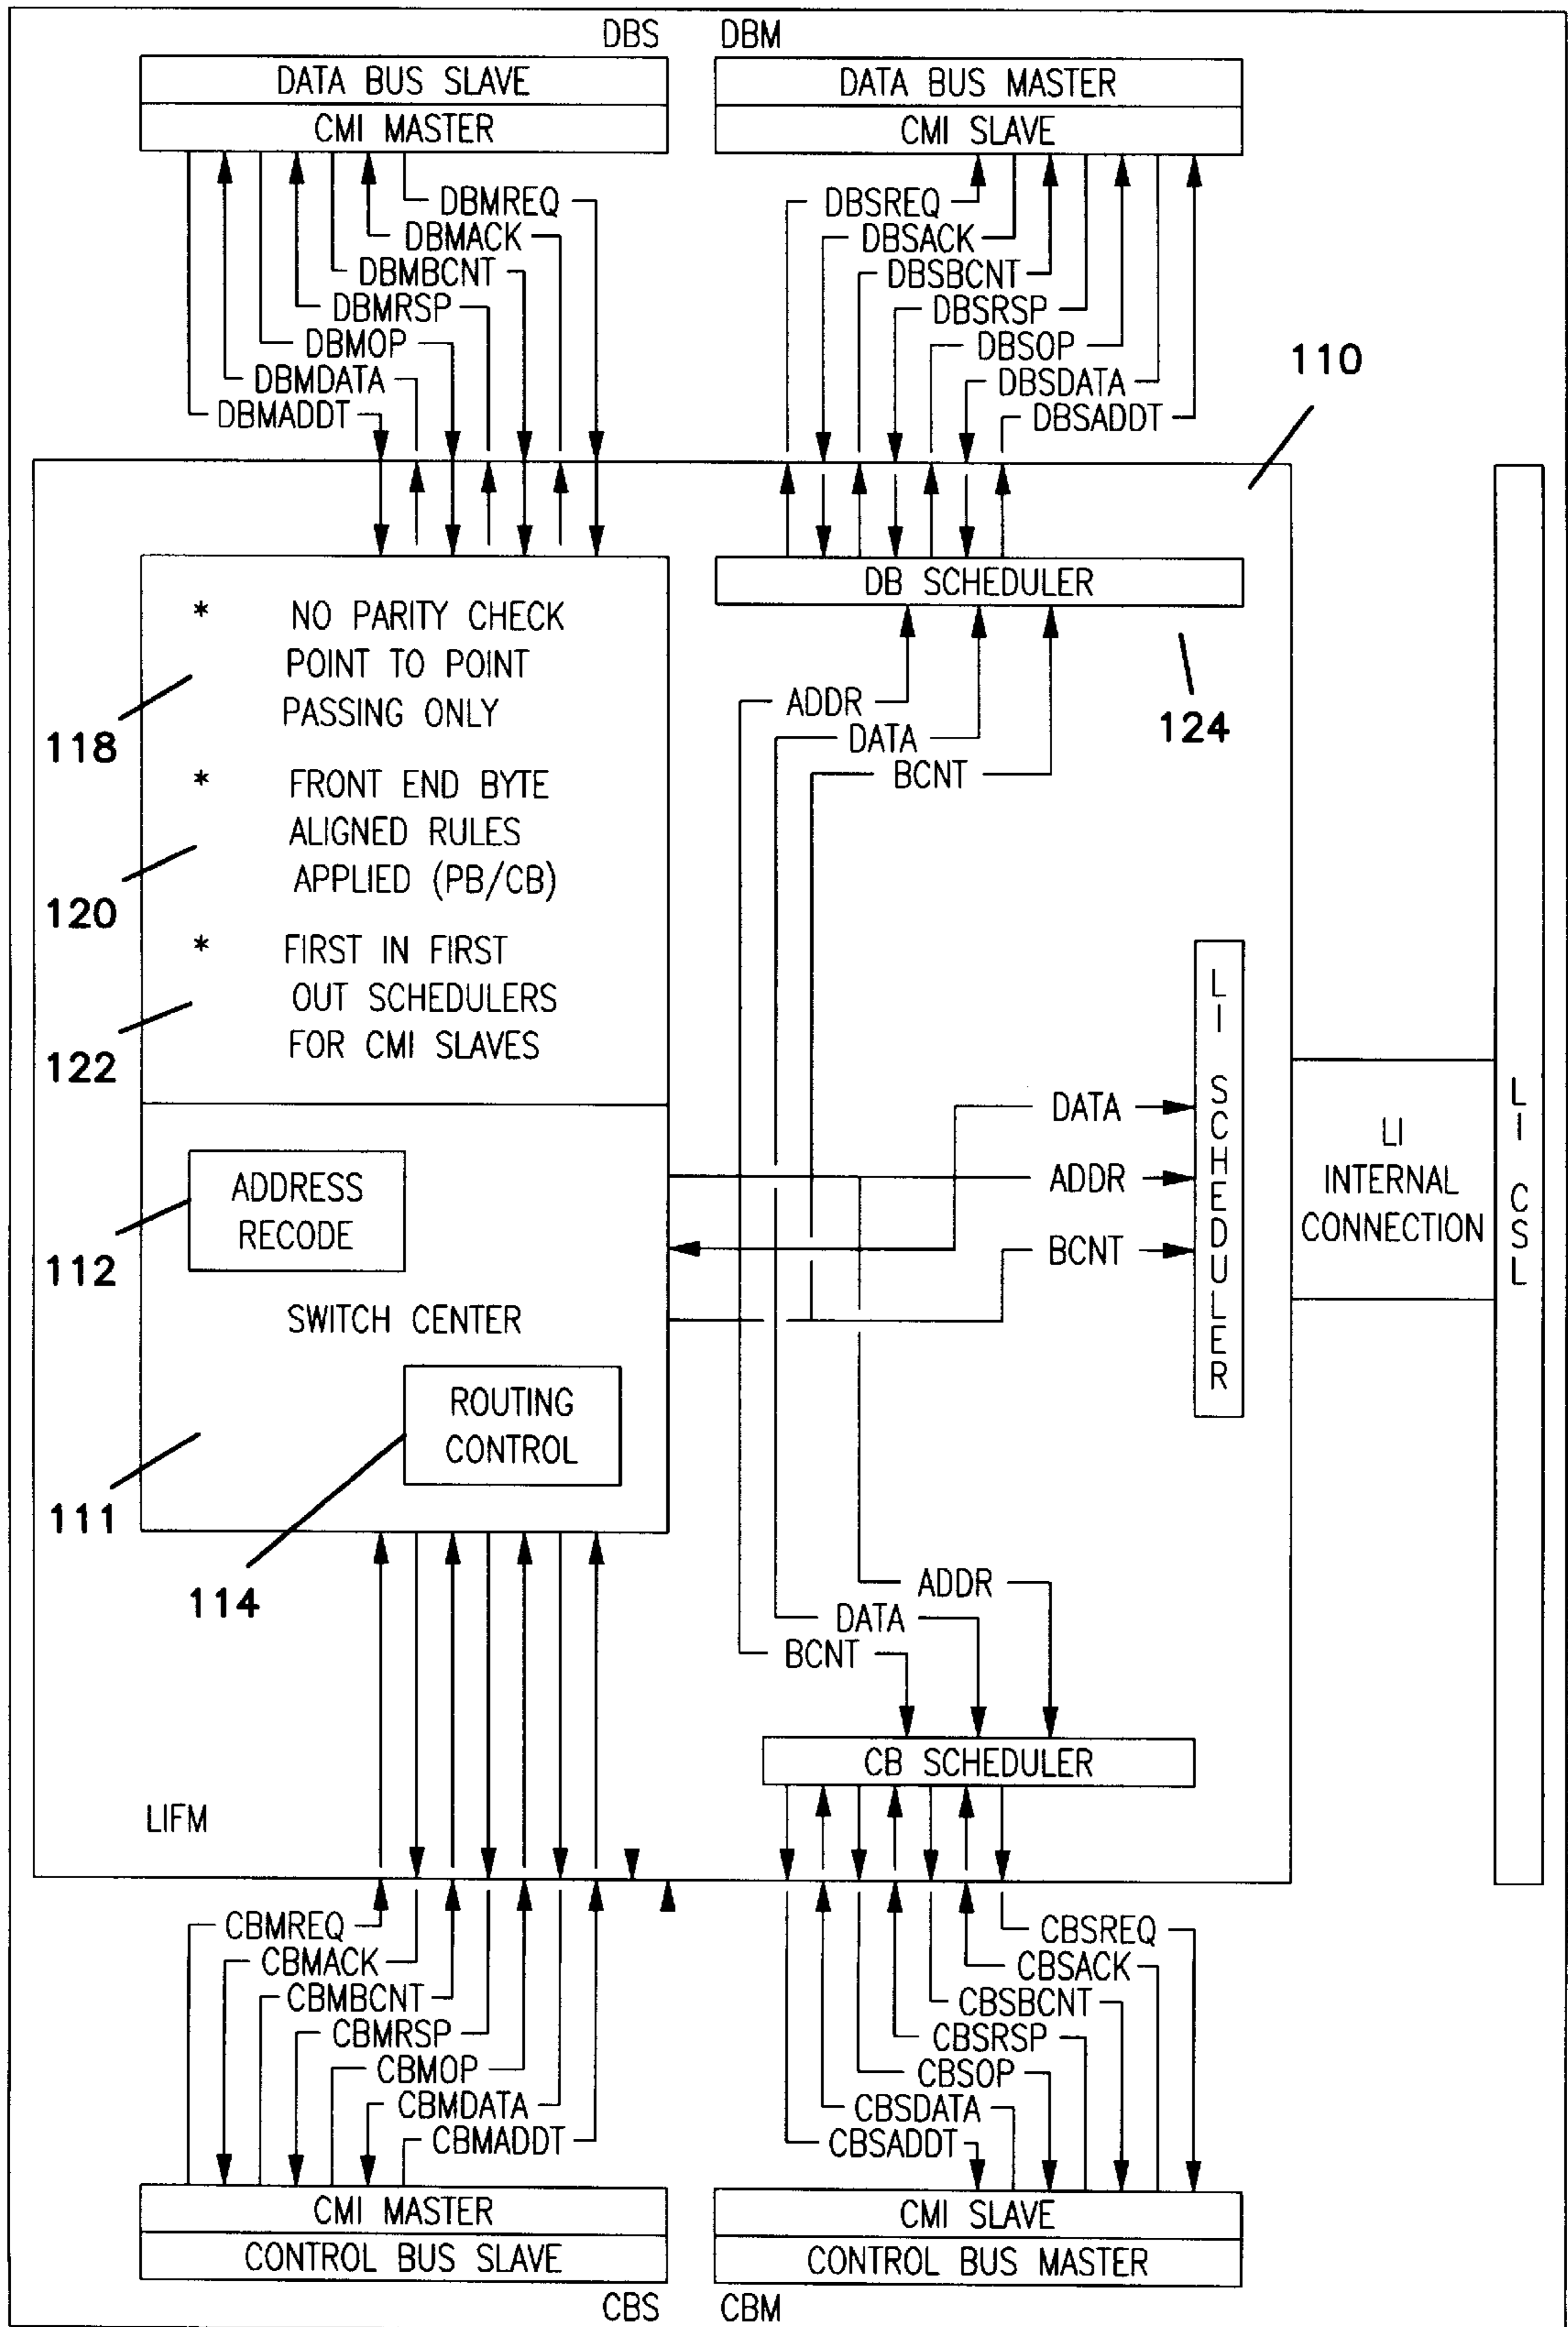 DBS DBM
DATA BUS SLAVE
CMI MASTER
DATA BUS MASTER
CMI SLAVE
DBMREQ
DBMACK
DBMBCNT
DBMRSP
DBMOP
DBMDATA
DBMADDT
DBSREQ
DBSACK
DBSBCNT
DBSRSP
DBSOP
DBSDATA
DBSADDT
110
* NO PARITY CHECK
POINT TO POINT
PASSING ONLY
118
* FRONT END BYTE
ALIGNED RULES
APPLIED (PB/CB)
120
* FIRST IN FIRST
OUT SCHEDULERS
FOR CMI SLAVES
122
DB SCHEDULER
124
ADDR
DATA
BCNT
ADDRESS
RECODE
112
SWITCH CENTER
ROUTING
CONTROL
111
114
DATA
ADDR
BCNT
LI SCHEDULER
LI
INTERNAL
CONNECTION
LI CSL
ADDR
DATA
BCNT
CB SCHEDULER
LIFM
CBMREQ
CBMACK
CBMBCNT
CBMRSP
CBMOP
CBMDATA
CBMADDT
CBSREQ
CBSACK
CBSBCNT
CBSRSP
CBSOP
CBSDATA
CBSADDT
CMI MASTER
CONTROL BUS SLAVE
CMI SLAVE
CONTROL BUS MASTER
CBS CBM